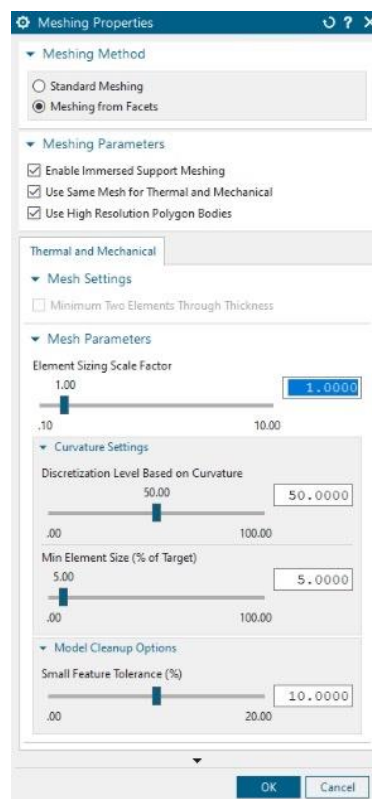 Meshing Properties
Meshing Method
Standard Meshing
Meshing from Facets
Meshing Parameters
Enable Immersed Support Meshing
Use Same Mesh for Thermal and Mechanical
Use High Resolution Polygon Bodies
Thermal and Mechanical
Mesh Settings
Minimum Two Elements Through Thickness
Mesh Parameters
Element Sizing Scale Factor
1.00 1.0000
.10 10.00
Curvature Settings
Discretization Level Based on Curvature
50.00 50.0000
.00 100.00
Min Element Size (% of Target)
5.00 5.0000
.00 100.00
Model Cleanup Options
Small Feature Tolerance (%)
10.0000
.00 20.00
OK Cancel